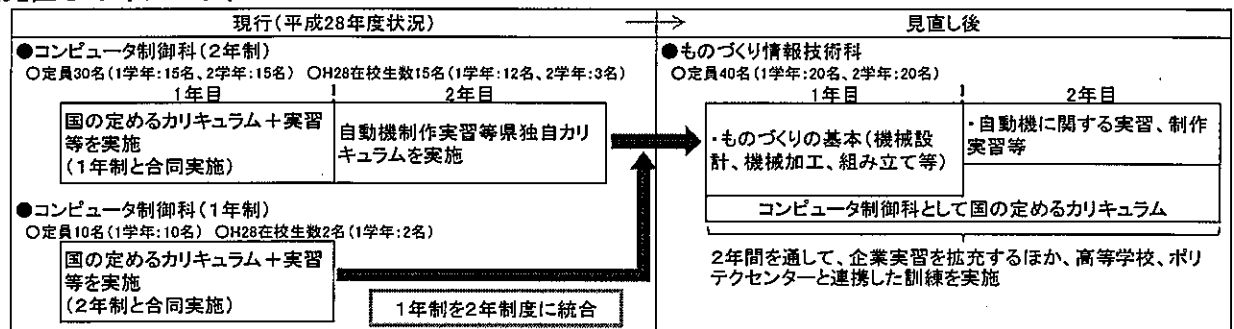 現行(平成28年度状況)
見直し後
●コンピュータ制御科(2年制)
○定員30名(1学年:15名、2学年:15名) ○H28在校生数15名(1学年:12名、2学年:3名)
1年目
2年目
国の定めるカリキュラム+実習
等を実施
(1年制と合同実施)
自動機制作実習等県独自カリ
キュラムを実施
●コンピュータ制御科(1年制)
○定員10名(1学年:10名) ○H28在校生数2名(1学年:2名)
国の定めるカリキュラム+実習
等を実施
(2年制と合同実施)
1年制を2年制度に統合
●ものづくり情報技術科
○定員40名(1学年:20名、2学年:20名)
1年目
2年目
・ものづくりの基本(機械設
計、機械加工、組み立て等)
・自動機に関する実習、制作
実習等
コンピュータ制御科として国の定めるカリキュラム
2年間を通して、企業実習を拡充するほか、高等学校、ポリ
テクセンターと連携した訓練を実施